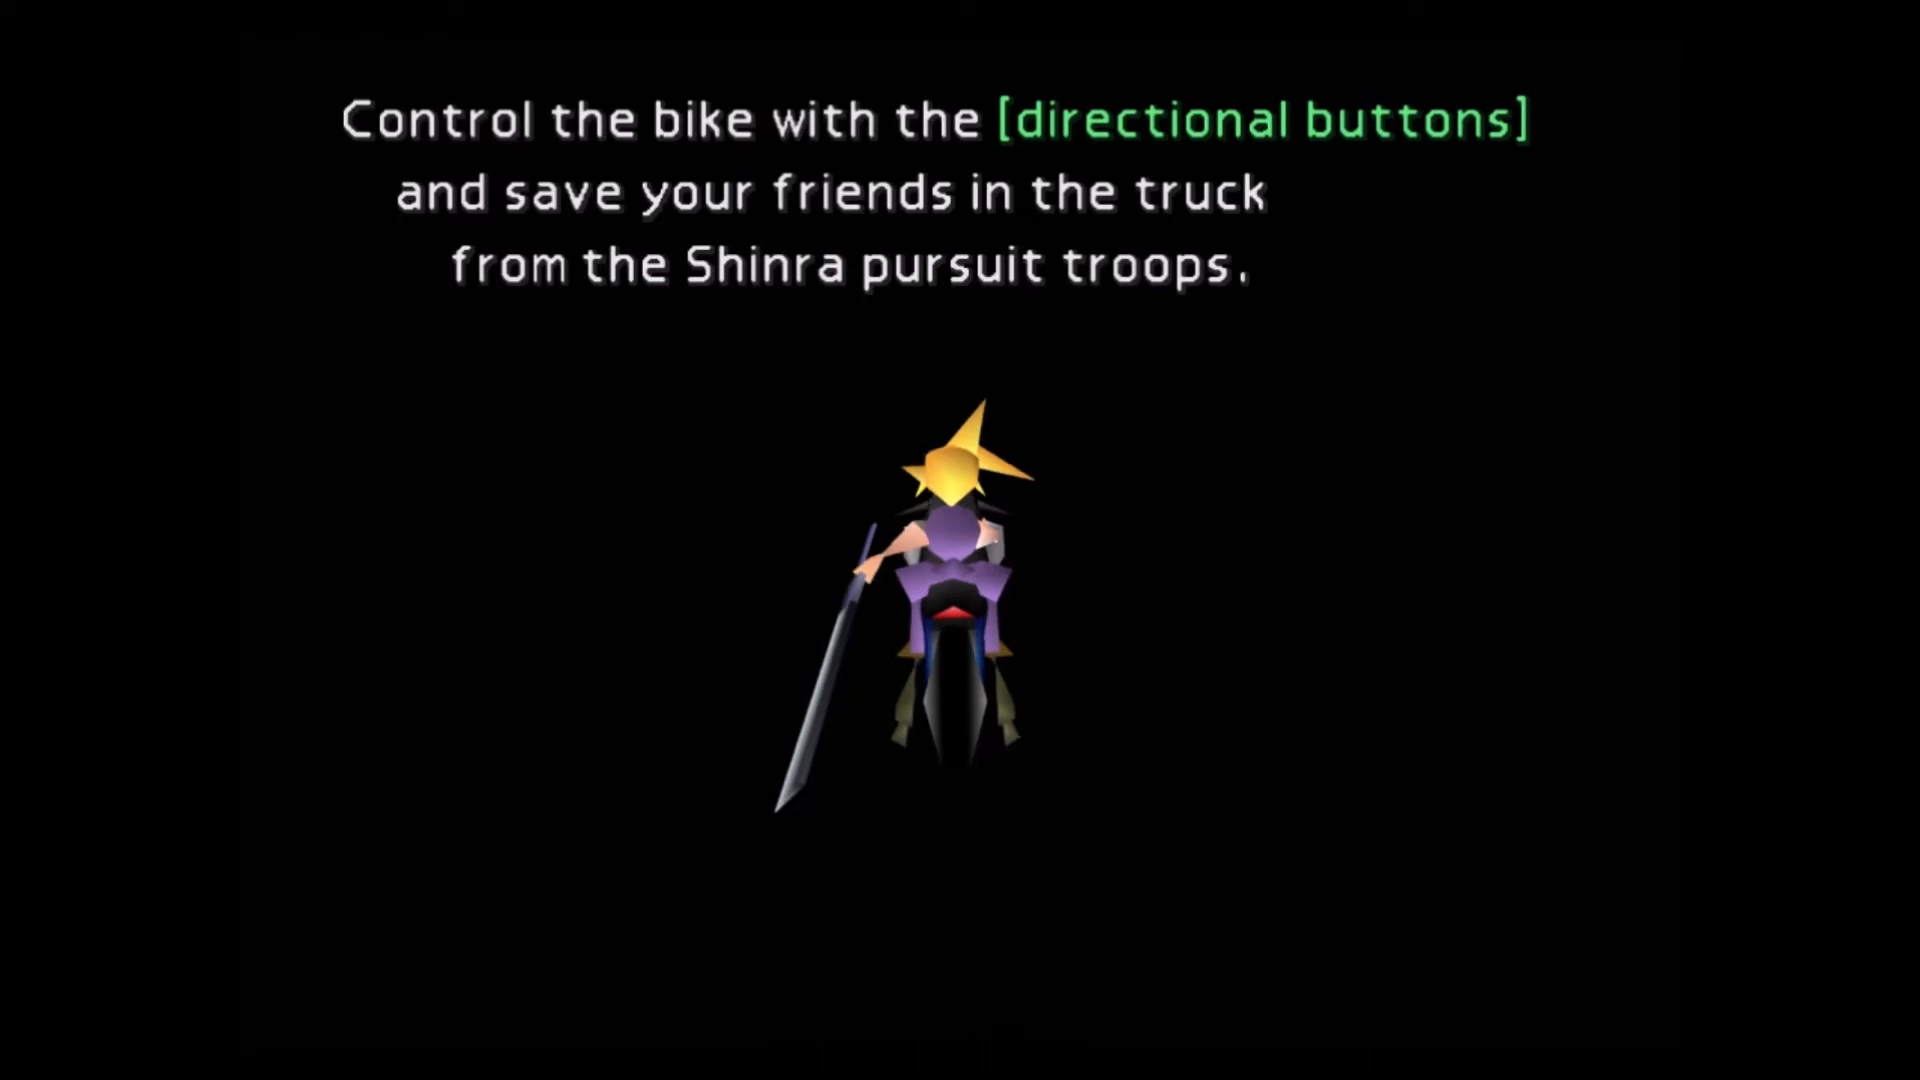 Control the bike with the [directional buttons]
and save your friends in the truck
from the Shinra pursuit troops.